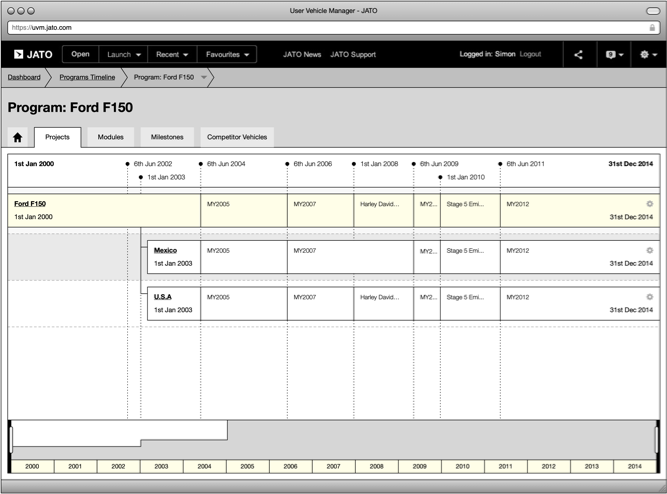 User Vehicle Manager - JATO
https://uvm.jato.com
JATO Open Launch Recent Favourites JATO News JATO Support Logged in: Simon Logout
Dashboard Programs Timeline Program: Ford F150
Program: Ford F150
Projects Modules Milestones Competitor Vehicles
1st Jan 2000 6th Jun 2002 6th Jun 2004 6th Jun 2006 1st Jan 2008 6th Jun 2009 6th Jun 2011 31st Dec 2014
1st Jan 2003 1st Jan 2010
Ford F150 MY2005 MY2007 Harley David... MY2... Stage 5 Emi... MY2012
1st Jan 2000 31st Dec 2014
Mexico MY2005 MY2007 MY2... Stage 5 Emi... MY2012
1st Jan 2003 31st Dec 2014
U.S.A MY2005 MY2007 Harley David... MY2... Stage 5 Emi... MY2012
1st Jan 2003 31st Dec 2014
2000 2001 2002 2003 2004 2005 2006 2007 2008 2009 2010 2011 2012 2013 2014